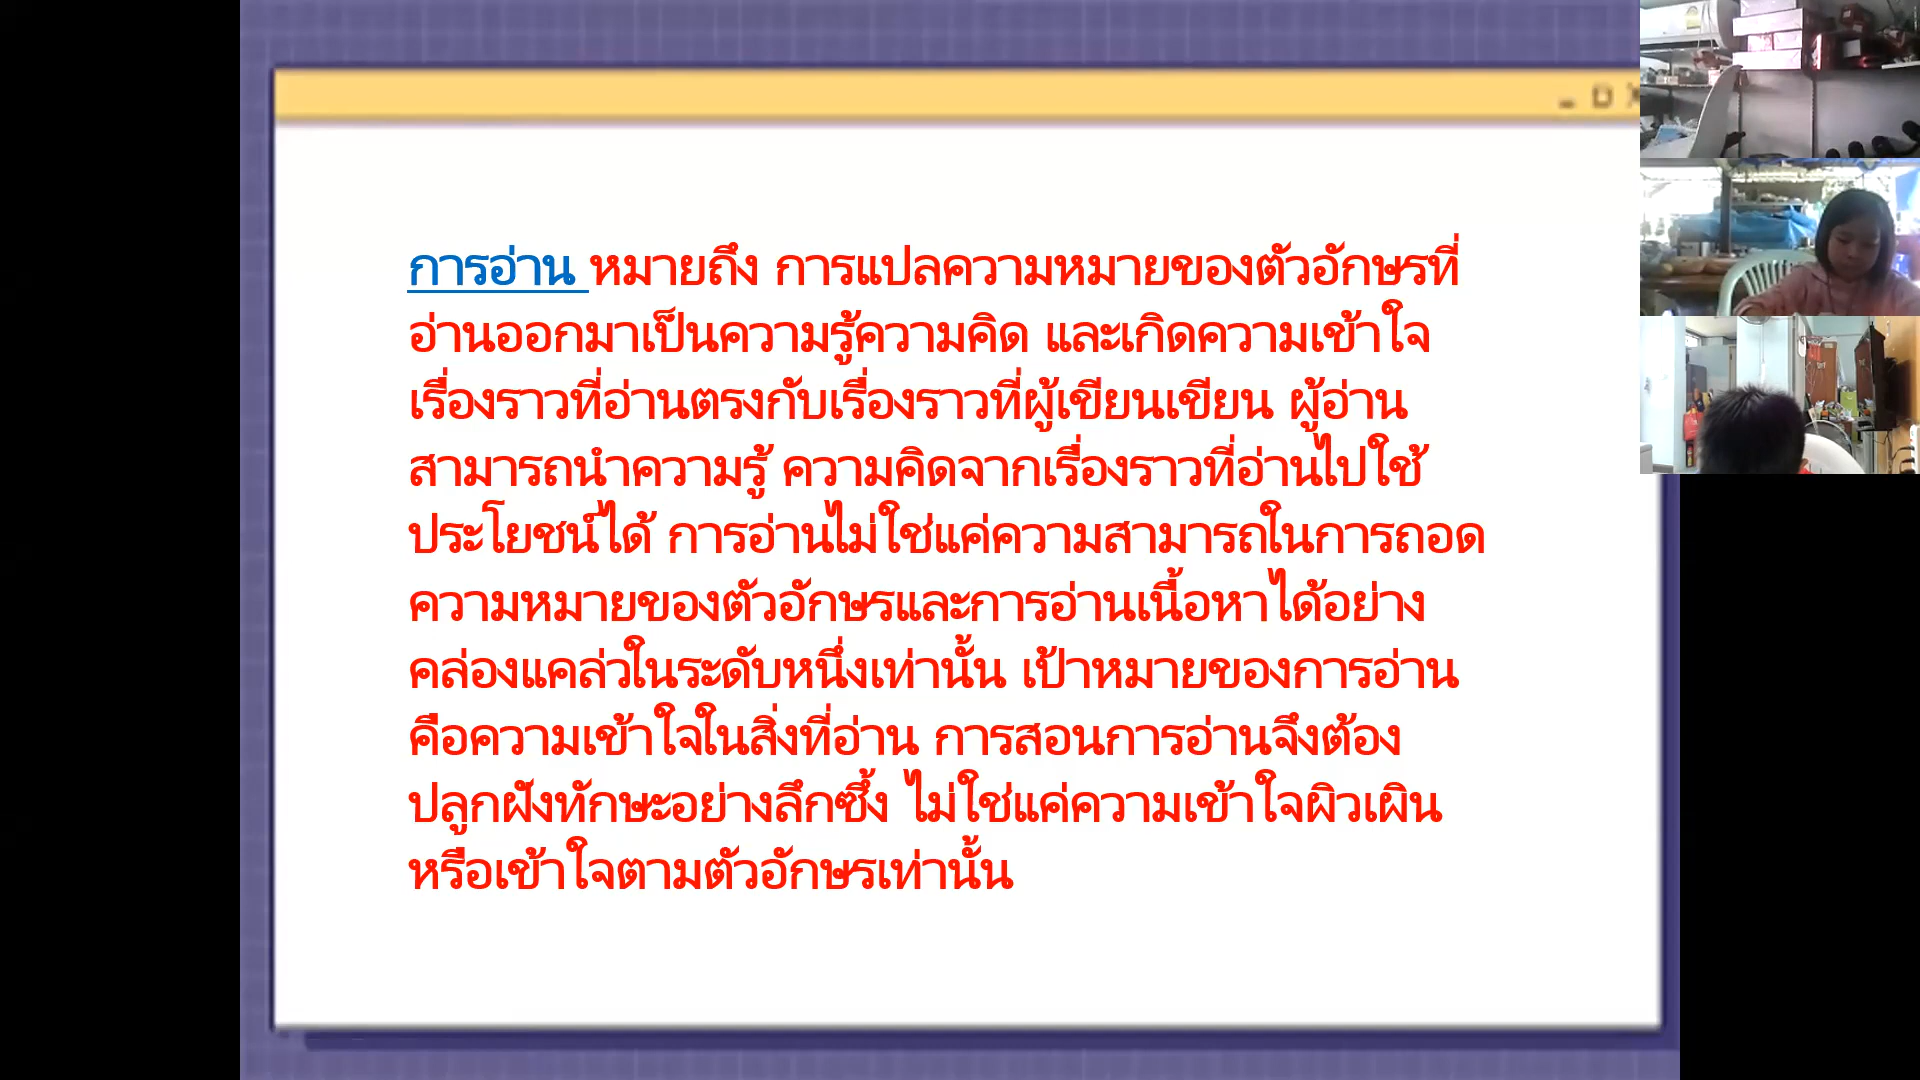 การอ่าน หมายถึง การแปลความหมายของตัวอักษรที่
อ่านออกมาเป็นความรู้ความคิด และเกิดความเข้าใจ
เรื่องราวที่อ่านตรงกับเรื่องราวที่ผู้เขียนเขียน ผู้อ่าน
สามารถนำความรู้ ความคิดจากเรื่องราวที่อ่านไปใช้
ประโยชน์ได้ การอ่านไม่ใช่แค่ความสามารถในการถอด
ความหมายของตัวอักษรและการอ่านเนื้อหาได้อย่าง
คล่องแคล่วในระดับหนึ่งเท่านั้น เป้าหมายของการอ่าน
คือความเข้าใจในสิ่งที่อ่าน การสอนการอ่านจึงต้อง
ปลูกฝังทักษะอย่างลึกซึ้ง ไม่ใช่แค่ความเข้าใจผิวเผิน
หรือเข้าใจตามตัวอักษรเท่านั้น